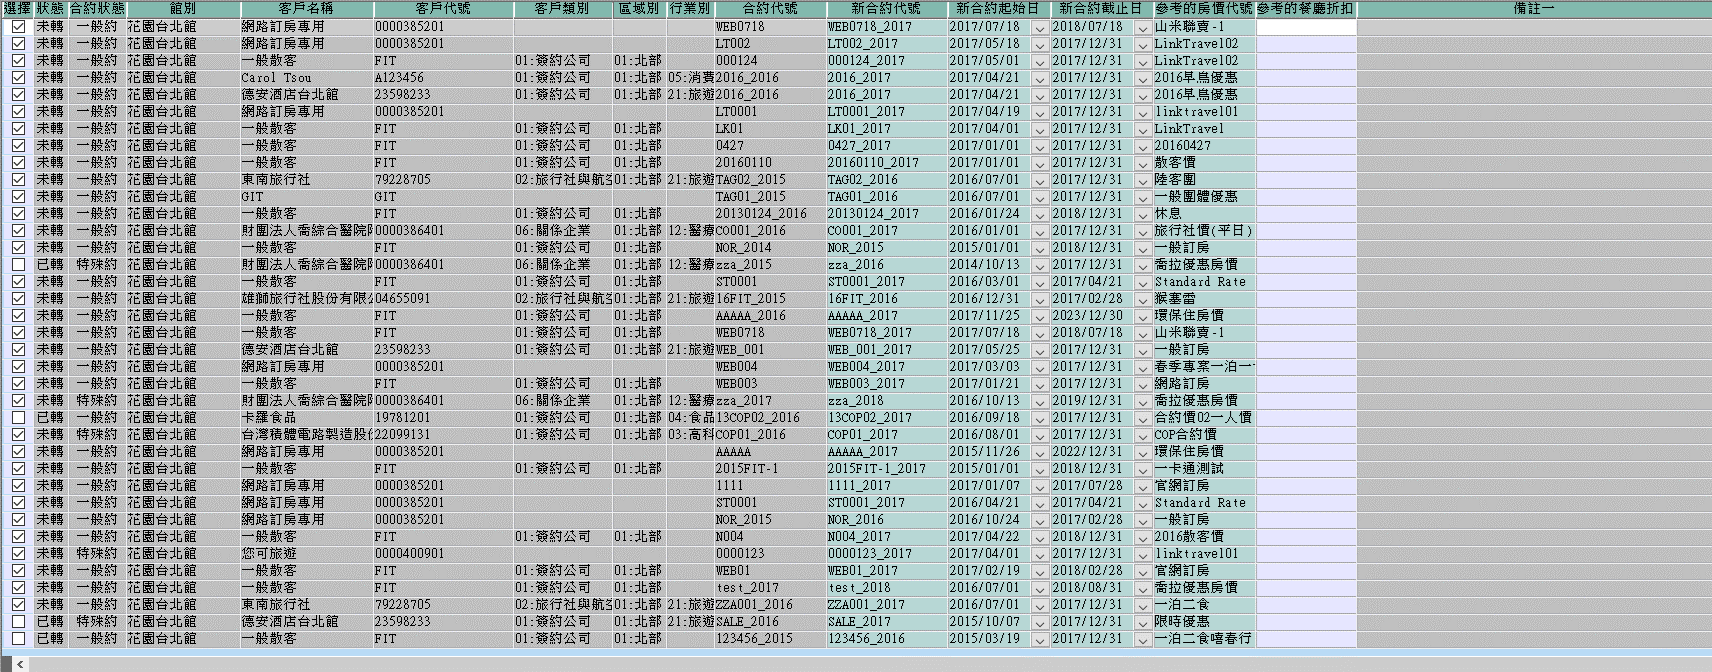 選擇 狀態 合約狀態 館別 客戶名稱 客戶代號 客戶類別 區域別 行業別 合約代號 新合約代號 新合約起始日 新合約截止日 參考的房價代號 參考的餐廳折扣 備註一
未轉 一般約 花園台北館 網路訂房專用 0000385201 WEB0718 WEB0718_2017 2017/07/18 2018/07/18 山米聯賣-1
未轉 一般約 花園台北館 網路訂房專用 0000385201 LT002 LT002_2017 2017/05/18 2017/12/31 LinkTravel02
未轉 一般約 花園台北館 一般散客 FIT 01:簽約公司 01:北部 000124 000124_2017 2017/05/01 2017/12/31 LinkTravel02
未轉 一般約 花園台北館 Carol Tsou A123456 01:簽約公司 01:北部 05:消費 2016_2016 2016_2017 2017/04/21 2017/12/31 2016早鳥優惠
未轉 一般約 花園台北館 德安酒店台北館 23598233 01:簽約公司 01:北部 21:旅遊 2016_2016 2016_2017 2017/04/21 2017/12/31 2016早鳥優惠
未轉 一般約 花園台北館 網路訂房專用 0000385201 LT0001 LT0001_2017 2017/04/19 2017/12/31 linktravel01
未轉 一般約 花園台北館 一般散客 FIT 01:簽約公司 01:北部 LK01 LK01_2017 2017/04/01 2017/12/31 LinkTravel
未轉 一般約 花園台北館 一般散客 FIT 01:簽約公司 01:北部 0427 0427_2017 2017/01/01 2017/12/31 20160427
未轉 一般約 花園台北館 一般散客 FIT 01:簽約公司 01:北部 20160110 20160110_2017 2017/01/01 2017/12/31 散客價
未轉 一般約 花園台北館 東南旅行社 79228705 02:旅行社與航空 01:北部 21:旅遊 TAG02_2015 TAG02_2016 2016/07/01 2017/12/31 陸客團
未轉 一般約 花園台北館 GIT GIT 01:簽約公司 01:北部 TAG01_2015 TAG01_2016 2016/07/01 2017/12/31 一般團體優惠
未轉 一般約 花園台北館 一般散客 FIT 01:簽約公司 01:北部 20130124_2016 20130124_2017 2016/01/24 2018/12/31 休息
未轉 一般約 花園台北館 財團法人喬綜合醫院 0000386401 06:關係企業 01:北部 12:醫療 CO001_2016 CO001_2017 2016/01/01 2017/12/31 旅行社價(平日)
未轉 一般約 花園台北館 一般散客 FIT 01:簽約公司 01:北部 NOR_2014 NOR_2015 2015/01/01 2018/12/31 一般訂房
已轉 特殊約 花園台北館 財團法人喬綜合醫院 0000386401 06:關係企業 01:北部 12:醫療 zza_2015 zza_2016 2014/10/13 2017/12/31 喬拉優惠房價
未轉 一般約 花園台北館 一般散客 FIT 01:簽約公司 01:北部 ST0001 ST0001_2017 2016/03/01 2017/04/21 Standard Rate
未轉 一般約 花園台北館 雄獅旅行社股份有限 04655091 02:旅行社與航空 01:北部 21:旅遊 16FIT_2015 16FIT_2016 2016/12/31 2017/02/28 猴塞雷
未轉 一般約 花園台北館 一般散客 FIT 01:簽約公司 01:北部 AAAAA_2016 AAAAA_2017 2017/11/25 2023/12/30 環保住房價
未轉 一般約 花園台北館 一般散客 FIT 01:簽約公司 01:北部 WEB0718 WEB0718_2017 2017/07/18 2018/07/18 山米聯賣-1
未轉 一般約 花園台北館 德安酒店台北館 23598233 01:簽約公司 01:北部 21:旅遊 WEB_001 WEB_001_2017 2017/05/25 2017/12/31 一般訂房
未轉 一般約 花園台北館 網路訂房專用 0000385201 WEB004 WEB004_2017 2017/03/03 2017/12/31 春季專案一泊一
未轉 一般約 花園台北館 一般散客 FIT 01:簽約公司 01:北部 WEB003 WEB003_2017 2017/01/21 2017/12/31 網路訂房
未轉 特殊約 花園台北館 財團法人喬綜合醫院 0000386401 06:關係企業 01:北部 12:醫療 zza_2017 zza_2018 2016/10/13 2019/12/31 喬拉優惠房價
已轉 一般約 花園台北館 卡羅食品 19781201 01:簽約公司 01:北部 04:食品 13COP02_2016 13COP02_2017 2016/09/18 2017/12/31 合約價02一人價
未轉 特殊約 花園台北館 台灣積體電路製造股份 22099131 01:簽約公司 01:北部 03:高科 COP01_2016 COP01_2017 2016/08/01 2017/12/31 COP合約價
未轉 一般約 花園台北館 網路訂房專用 0000385201 AAAAA AAAAA_2017 2015/11/26 2022/12/31 環保住房價
未轉 一般約 花園台北館 一般散客 FIT 01:簽約公司 01:北部 2015FIT-1 2015FIT-1_2017 2015/01/01 2018/12/31 一卡通測試
未轉 一般約 花園台北館 網路訂房專用 0000385201 1111 1111_2017 2017/01/07 2017/07/28 官網訂房
未轉 一般約 花園台北館 網路訂房專用 0000385201 ST0001 ST0001_2017 2016/04/21 2017/04/21 Standard Rate
未轉 一般約 花園台北館 網路訂房專用 0000385201 NOR_2015 NOR_2016 2016/10/24 2017/02/28 一般訂房
未轉 一般約 花園台北館 一般散客 FIT 01:簽約公司 01:北部 N004 N004_2017 2017/04/22 2018/12/31 2016散客價
未轉 特殊約 花園台北館 您可旅遊 0000400901 0000123 0000123_2017 2017/04/01 2017/12/31 linktravel01
未轉 一般約 花園台北館 一般散客 FIT 01:簽約公司 01:北部 WEB01 WEB01_2017 2017/02/19 2018/02/28 官網訂房
未轉 一般約 花園台北館 一般散客 FIT 01:簽約公司 01:北部 test_2017 test_2018 2016/07/01 2018/08/31 喬拉優惠房價
未轉 一般約 花園台北館 東南旅行社 79228705 02:旅行社與航空 01:北部 21:旅遊 ZZA001_2016 ZZA001_2017 2016/07/01 2017/12/31 一泊二食
已轉 特殊約 花園台北館 德安酒店台北館 23598233 01:簽約公司 01:北部 21:旅遊 SALE_2016 SALE_2017 2015/10/07 2017/12/31 限時優惠
已轉 一般約 花園台北館 一般散客 FIT 01:簽約公司 01:北部 123456_2015 123456_2016 2015/03/19 2017/12/31 一泊二食嘻春行